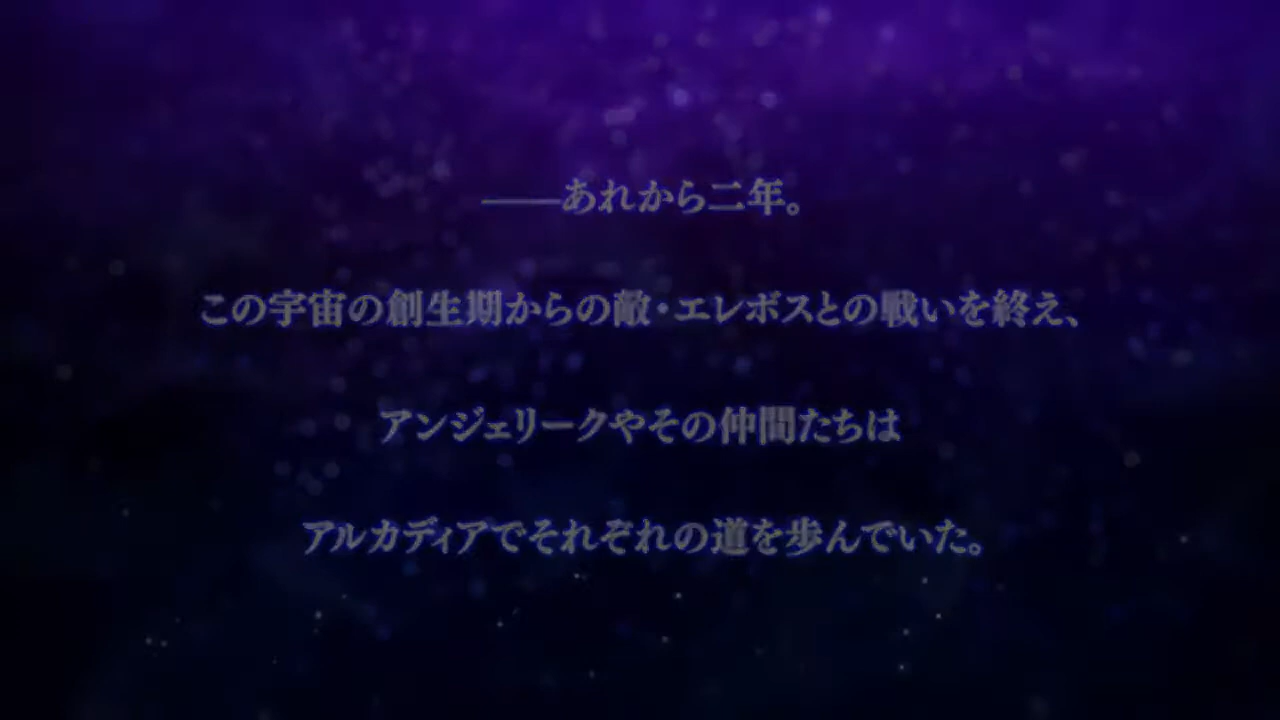 ——あれから二年。
この宇宙の創生期からの敵・エレボスとの戦いを終え、
アンジェリークやその仲間たちは
アルカディアでそれぞれの道を歩んでいた。